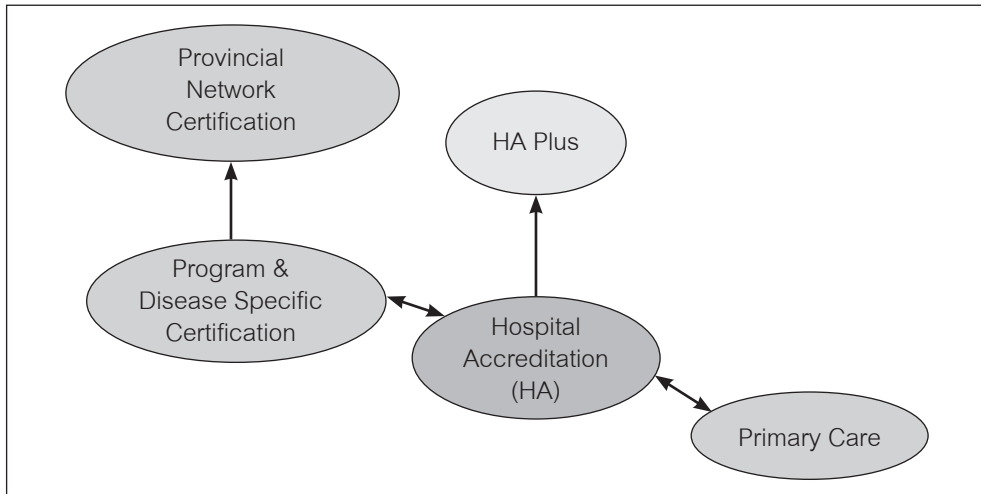 Provincial
Network
Certification
HA Plus
Program &
Disease Specific
Certification
Hospital
Accreditation
(HA)
Primary Care